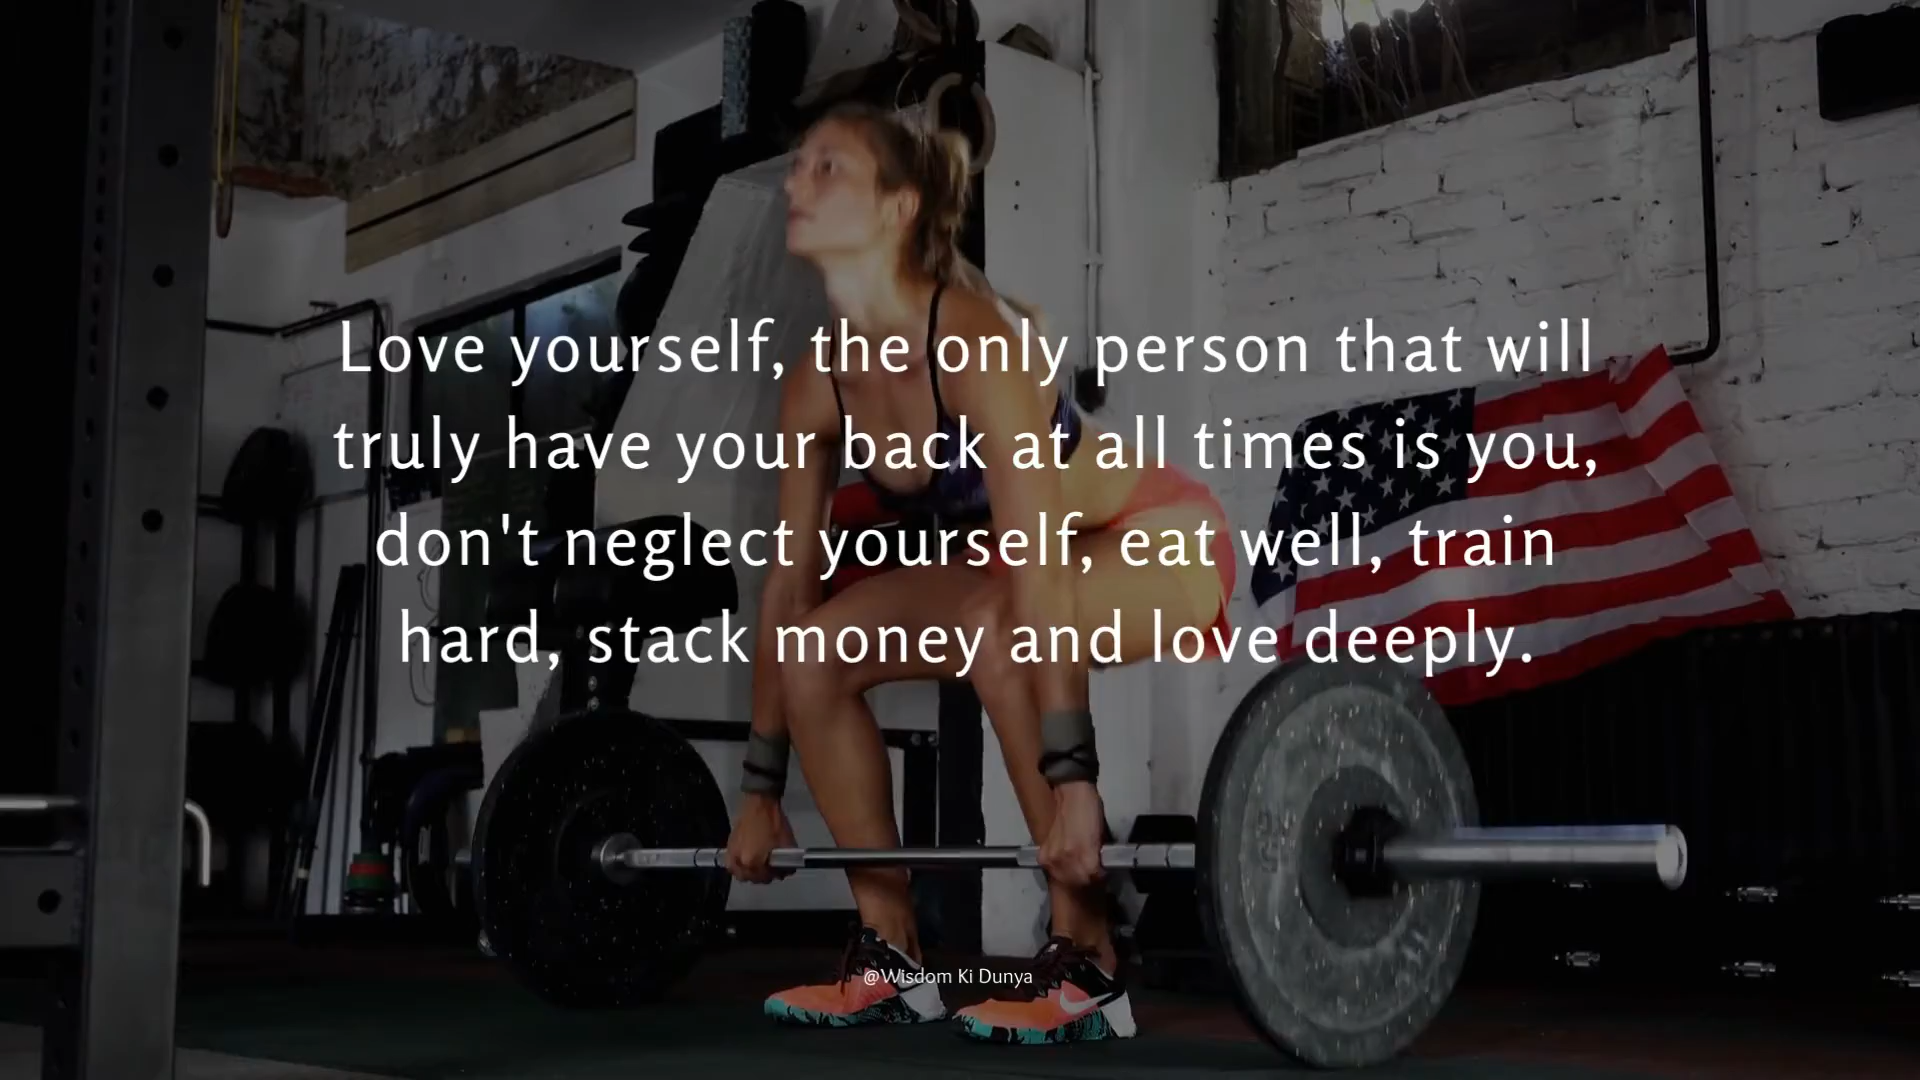 Love yourself, the only person that will
truly have your back at all times is you,
don't neglect yourself, eat well, train
hard, stack money and love deeply.
@Wisdom Ki Dunya